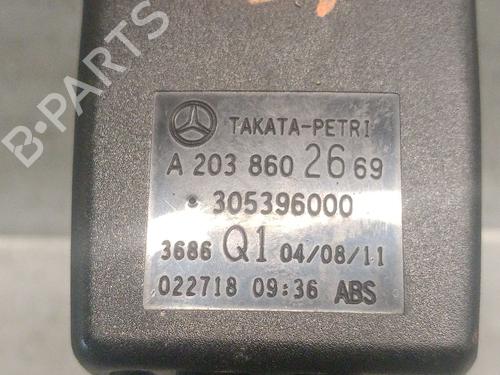 B-PARTS
TAKATA-PETRI
A 203 860 26 69
• 305396000
3686 Q1 04/08/11
022718 09:36 ABS